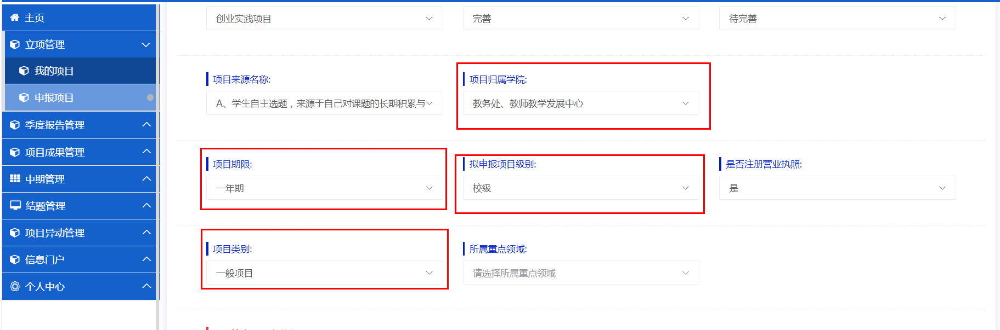 主页
立项管理
我的项目
申报项目
季度报告管理
项目成果管理
中期管理
结题管理
项目异动管理
信息门户
个人中心
创业实践项目
完善
待完善
项目来源名称:
项目归属学院:
A、学生自主选题，来源于自己对课题的长期积累与
教务处、教师教学发展中心
项目期限:
拟申报项目级别:
是否注册营业执照:
一年期
校级
是
项目类别:
所属重点领域:
一般项目
请选择所属重点领域